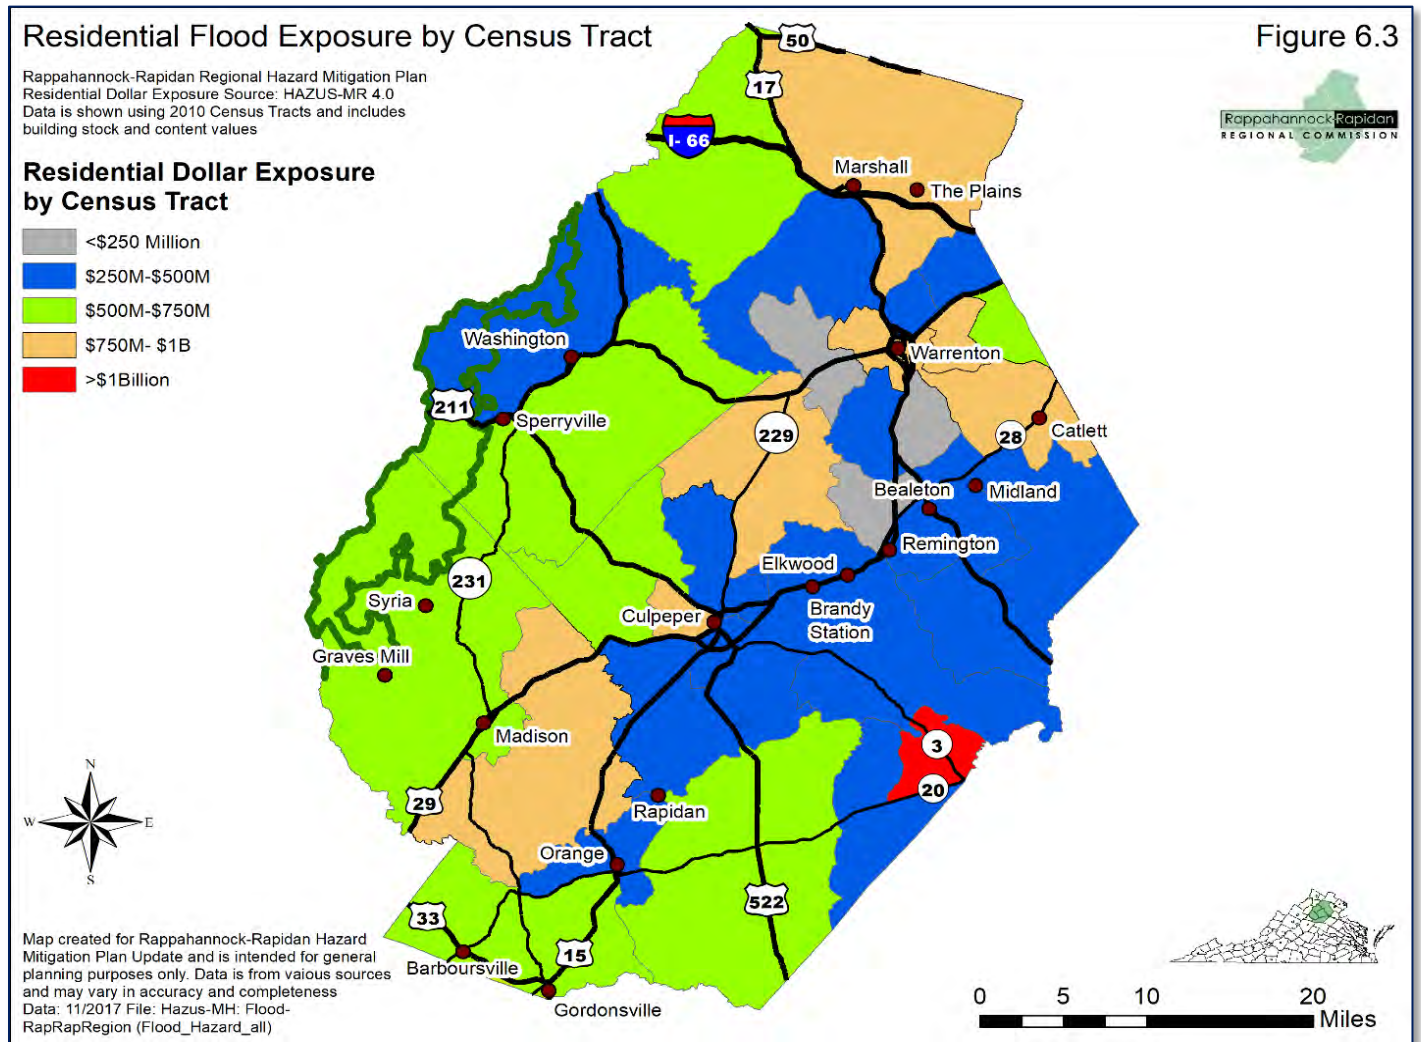 Residential Flood Exposure by Census Tract
Figure 6.3
Rappahannock-Rapidan Regional Hazard Mitigation Plan
Residential Dollar Exposure Source: HAZUS-MR 4.0
Data is shown using 2010 Census Tracts and includes
building stock and content values
Rappahannock-Rapidan
REGIONAL COMMISSION
Residential Dollar Exposure
by Census Tract
<$250 Million
$250M-$500M
$500M-$750M
$750M- $1B
>$1Billion
50
17
I- 66
Marshall
The Plains
Washington
Warrenton
211
Sperryville
229
28
Catlett
Bealeton
Midland
Remington
Elkwood
231
Brandy
Station
Syria
Culpeper
Graves Mill
Madison
3
20
29
Rapidan
Orange
522
33
15
Barboursville
Gordonsville
N
W
E
S
Map created for Rappahannock-Rapidan Hazard
Mitigation Plan Update and is intended for general
planning purposes only. Data is from vaious sources
and may vary in accuracy and completeness
Data: 11/2017 File: Hazus-MH: Flood-
RapRapRegion (Flood_Hazard_all)
0 5 10 20
Miles